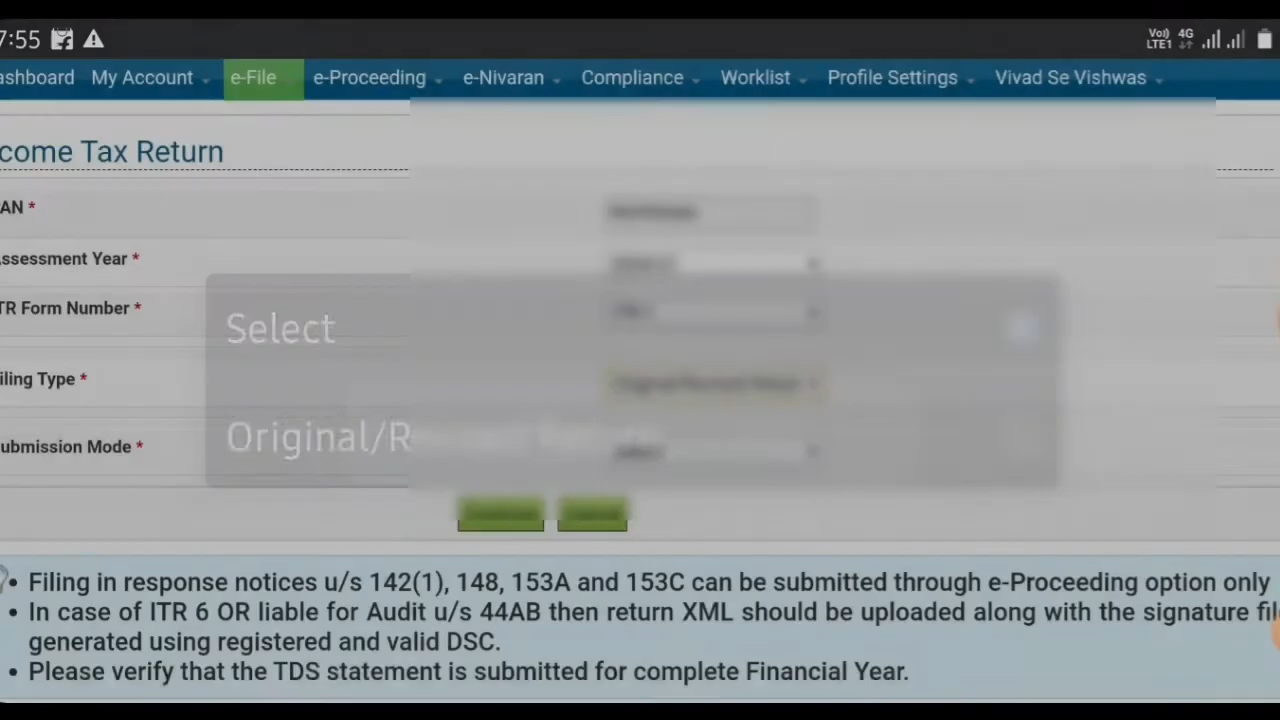 7:55 Vo) LTE1 4G
ashboard My Account e-File e-Proceeding e-Nivaran Compliance Worklist Profile Settings Vivad Se Vishwas
come Tax Return
AN *
ssessment Year *
TR Form Number *
Select
iling Type *
Original/R
ubmission Mode *
• Filing in response notices u/s 142(1), 148, 153A and 153C can be submitted through e-Proceeding option only
• In case of ITR 6 OR liable for Audit u/s 44AB then return XML should be uploaded along with the signature fil
generated using registered and valid DSC.
• Please verify that the TDS statement is submitted for complete Financial Year.